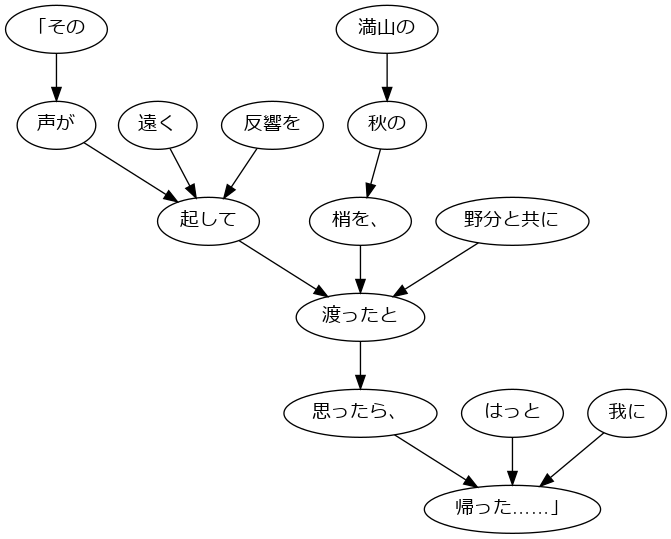 「その
満山の
声が
遠く
反響を
秋の
起して
梢を、
野分と共に
渡ったと
思ったら、
はっと
我に
帰った……」